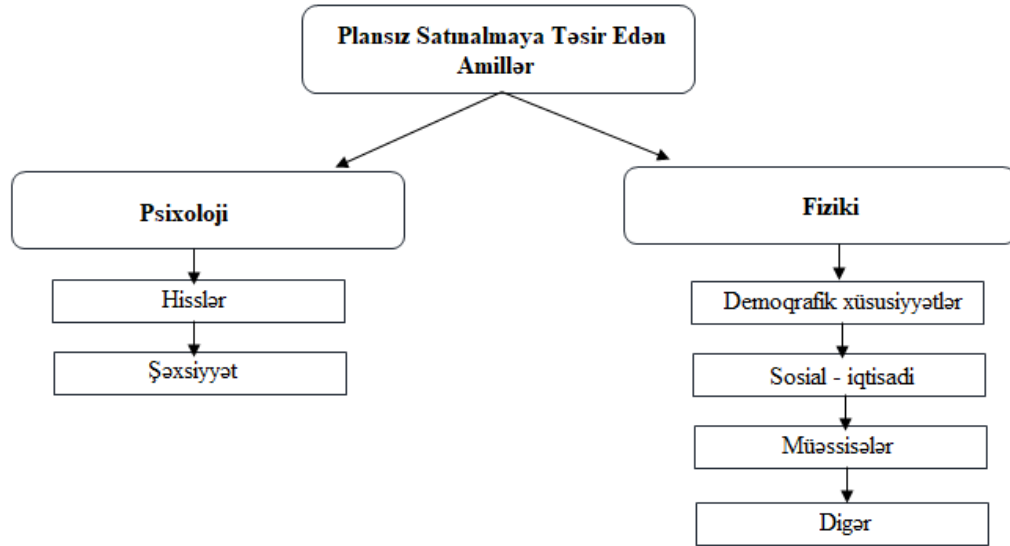 Plansız Satınalmaya Təsir Edən
Amillər
Psixoloji
Fiziki
Hisslər
Şəxsiyyət
Demoqrafik xüsusiyyətlər
Sosial - iqtisadi
Müəssisələr
Digər